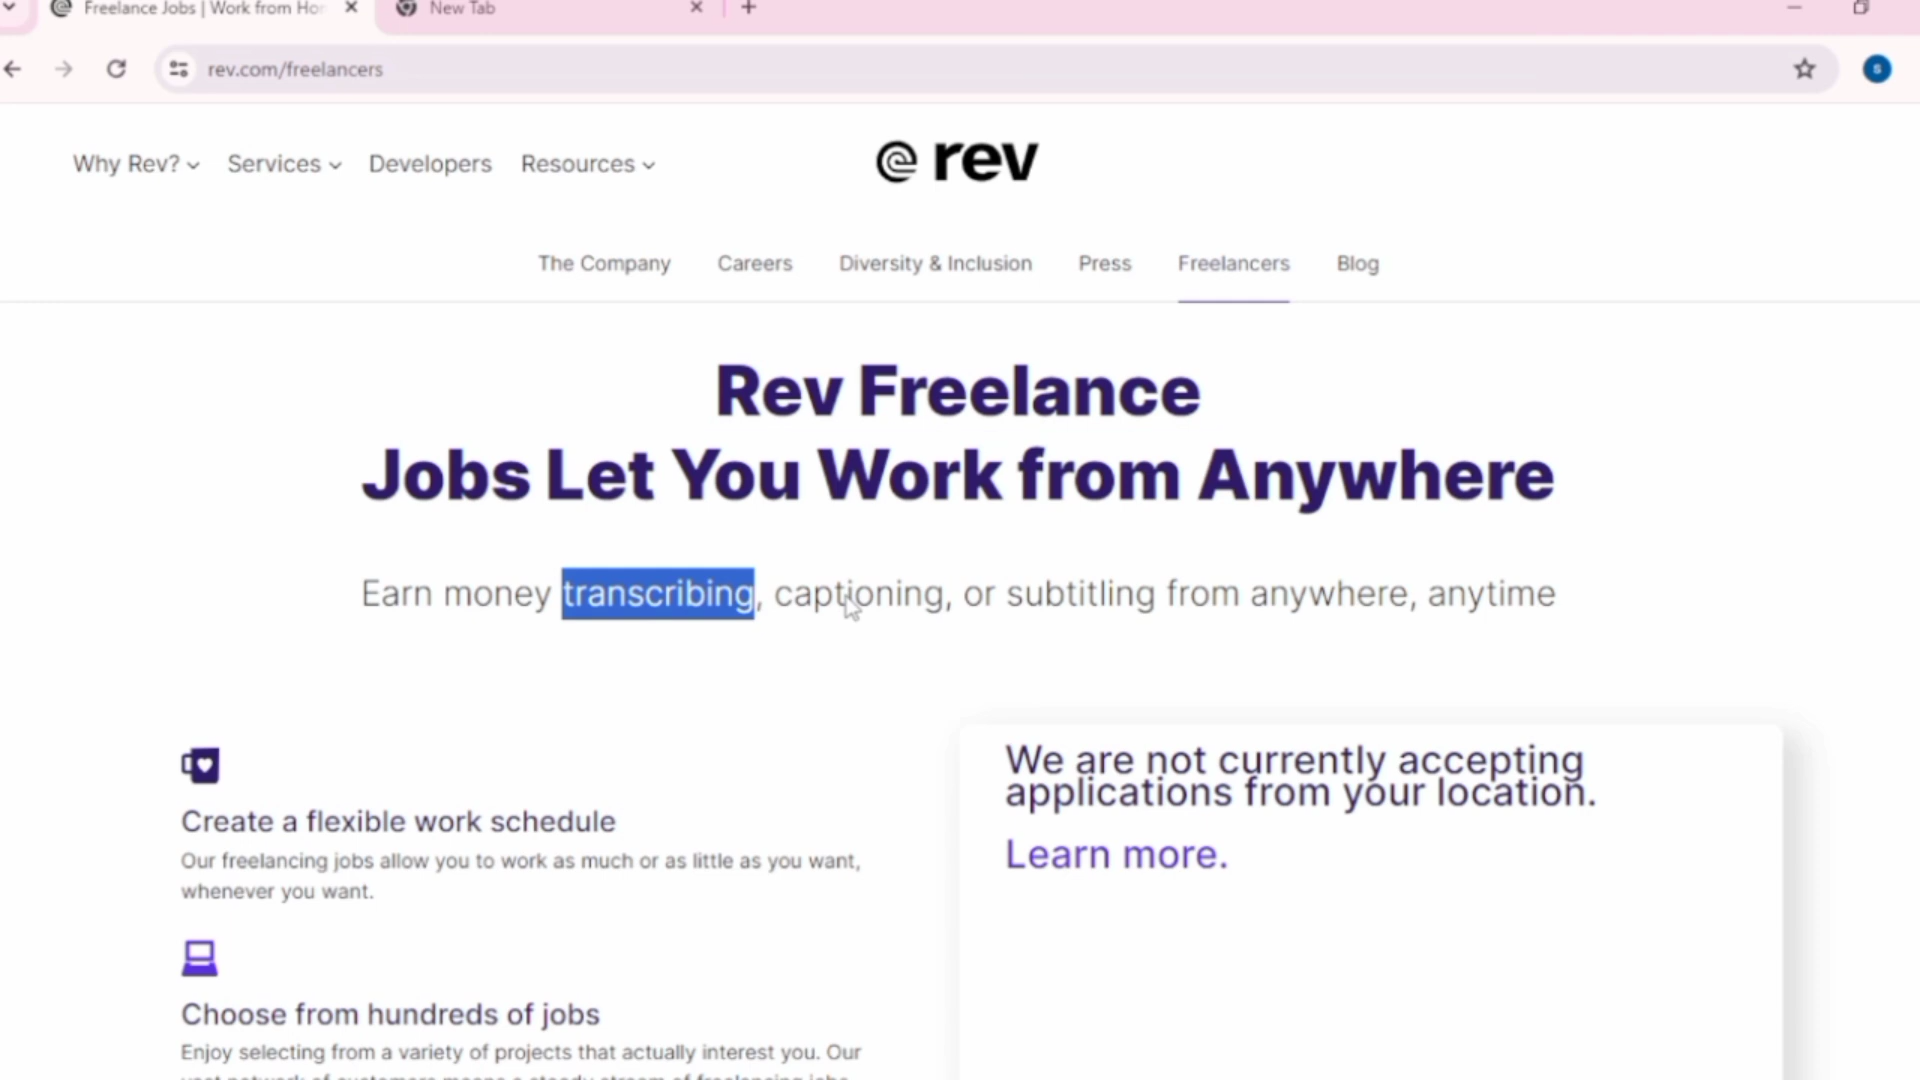 Freelance Jobs | Work from Ho
New Tab
rev.com/freelancers
s
Why Rev? Services Developers Resources
rev
The Company Careers Diversity & Inclusion Press Freelancers Blog
Rev Freelance
Jobs Let You Work from Anywhere
Earn money transcribing, captioning, or subtitling from anywhere, anytime
Create a flexible work schedule
Our freelancing jobs allow you to work as much or as little as you want,
whenever you want.
We are not currently accepting
applications from your location.
Learn more.
Choose from hundreds of jobs
Enjoy selecting from a variety of projects that actually interest you. Our